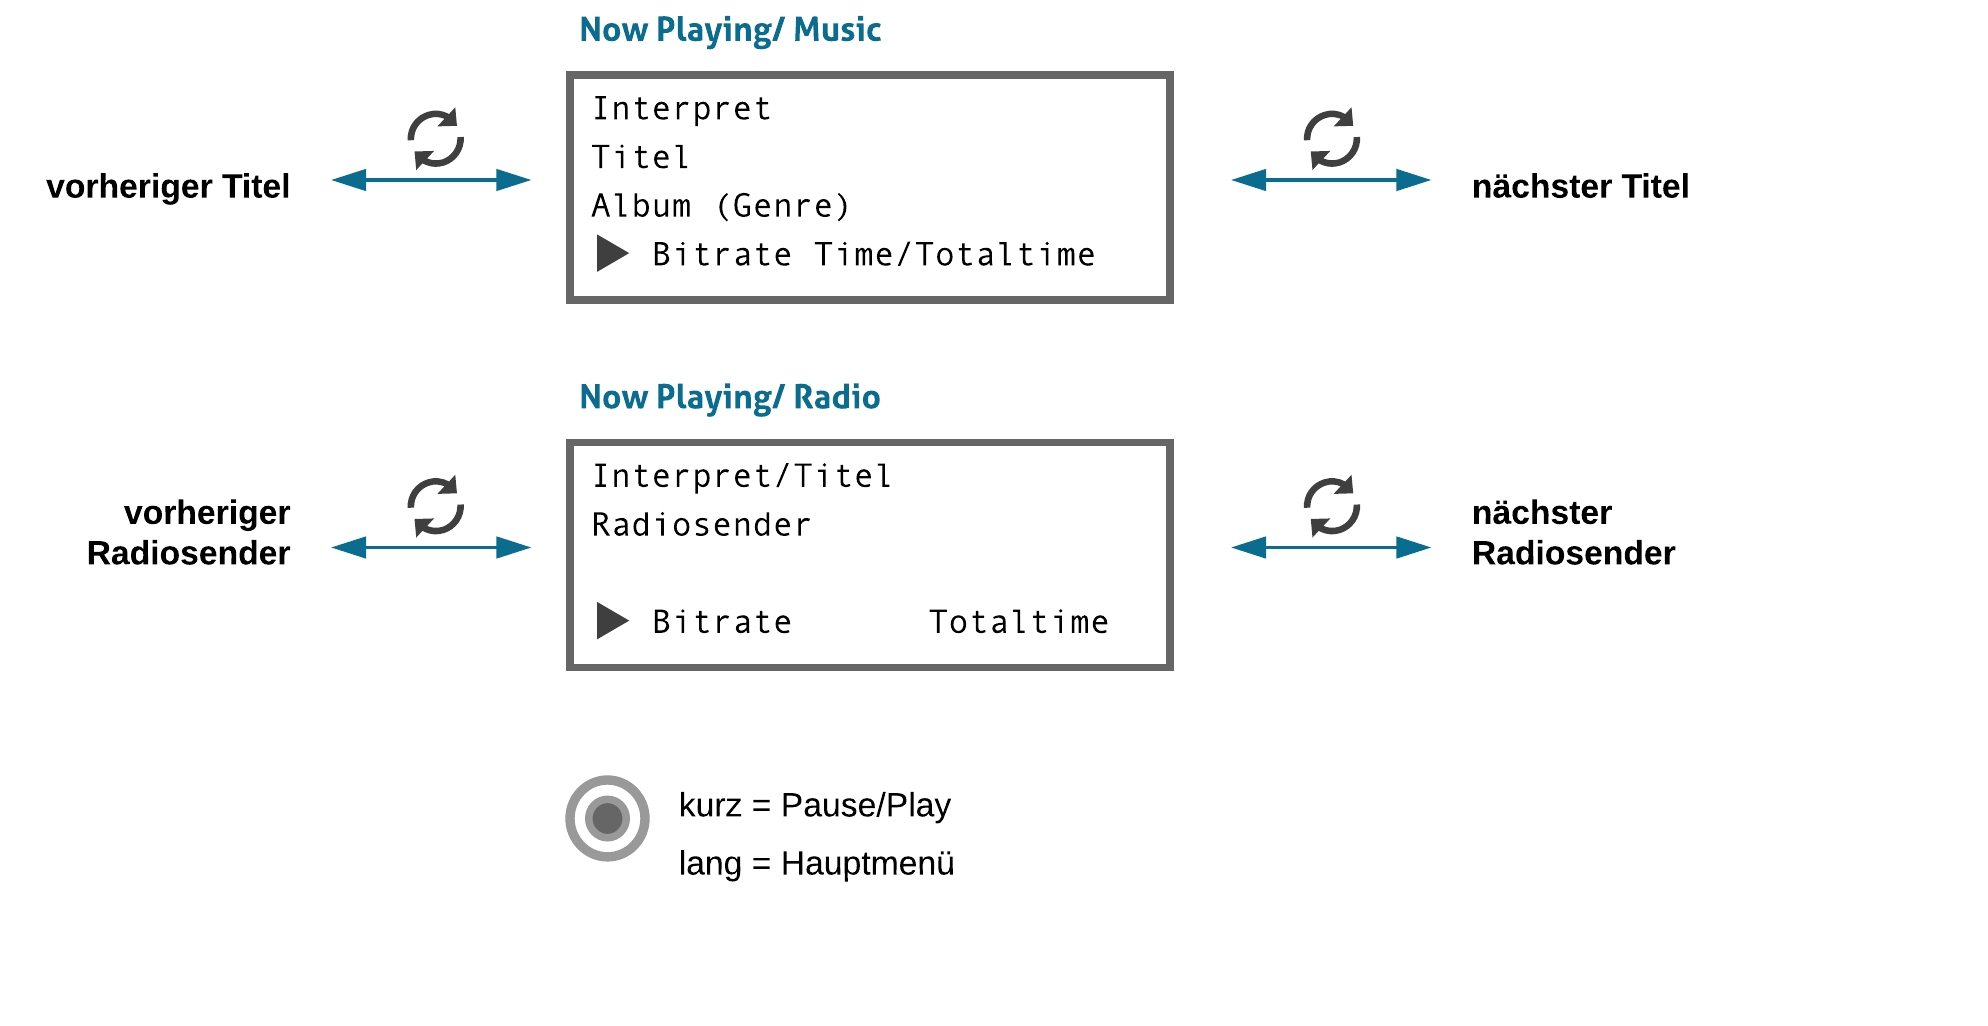 Now Playing/ Music
Interpret
Titel
Album (Genre)
Bitrate Time/Totaltime
vorheriger Titel
nächster Titel
Now Playing/ Radio
Interpret/Titel
Radiosender
Bitrate Totaltime
vorheriger
Radiosender
nächster
Radiosender
kurz = Pause/Play
lang = Hauptmenü